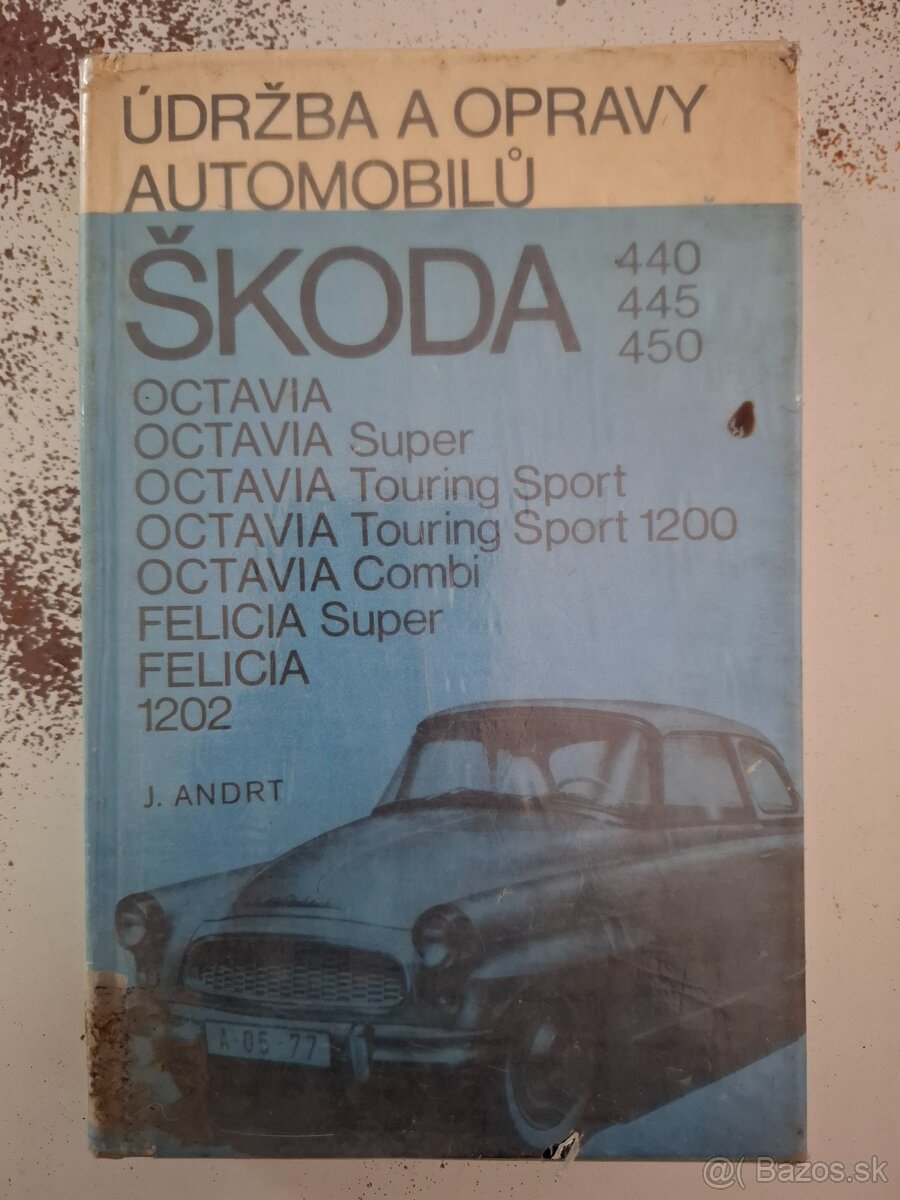 ÚDRŽBA A OPRAVY
AUTOMOBILŮ
ŠKODA 440
445
450
OCTAVIA
OCTAVIA Super
OCTAVIA Touring Sport
OCTAVIA Touring Sport 1200
OCTAVIA Combi
FELICIA Super
FELICIA
1202
J. ANDRT
A-05-77
@( Bazos.sk